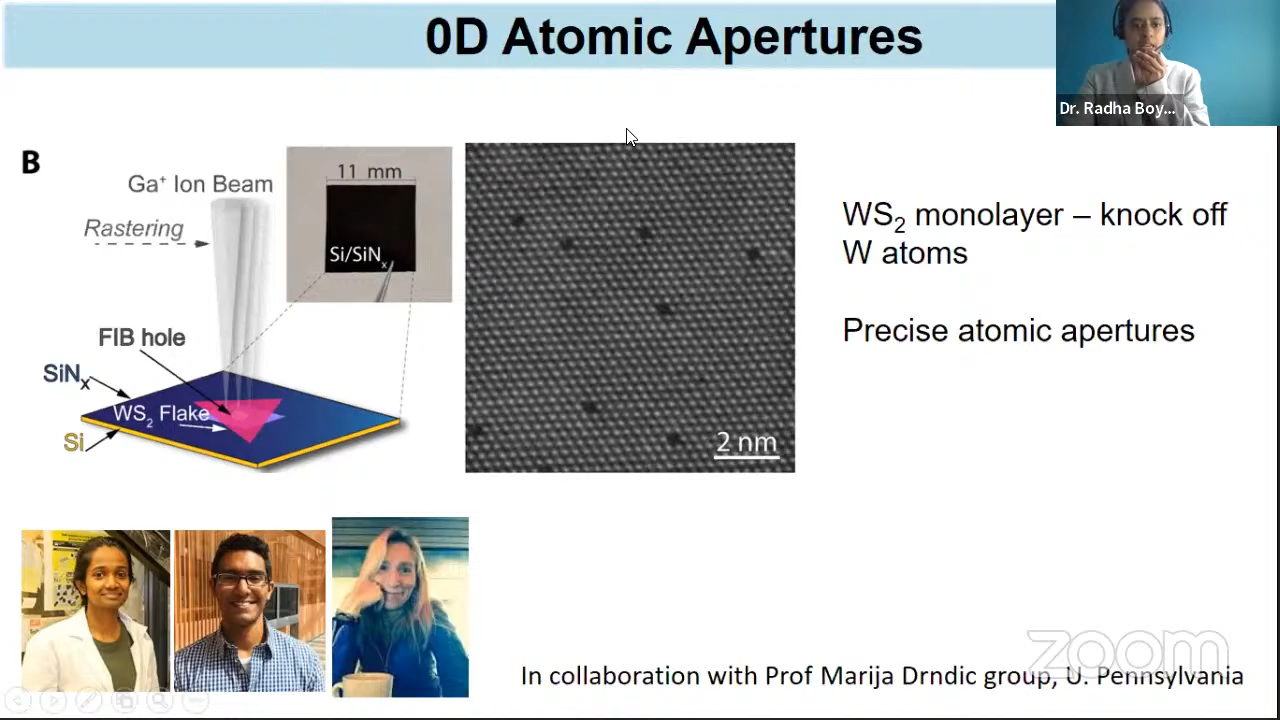 0D Atomic Apertures
Dr. Radha Boy...
B
Ga⁺ Ion Beam
Rastering
11 mm
Si/SiNₓ
FIB hole
SiNₓ
WS₂ Flake
Si
2 nm
WS₂ monolayer – knock off
W atoms
Precise atomic apertures
zoom
In collaboration with Prof Marija Drndic group, U. Pennsylvania